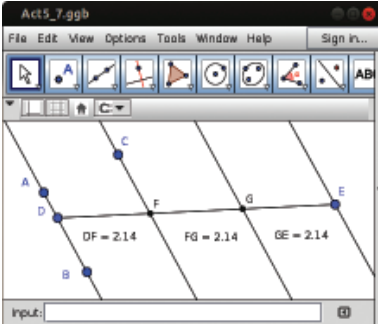 Act5_7.ggb
File Edit View Options Tools Window Help Sign in...
A ABC
C:
C
A
D F G E
DF = 2.14 FG = 2.14 GE = 2.14
B
Input: